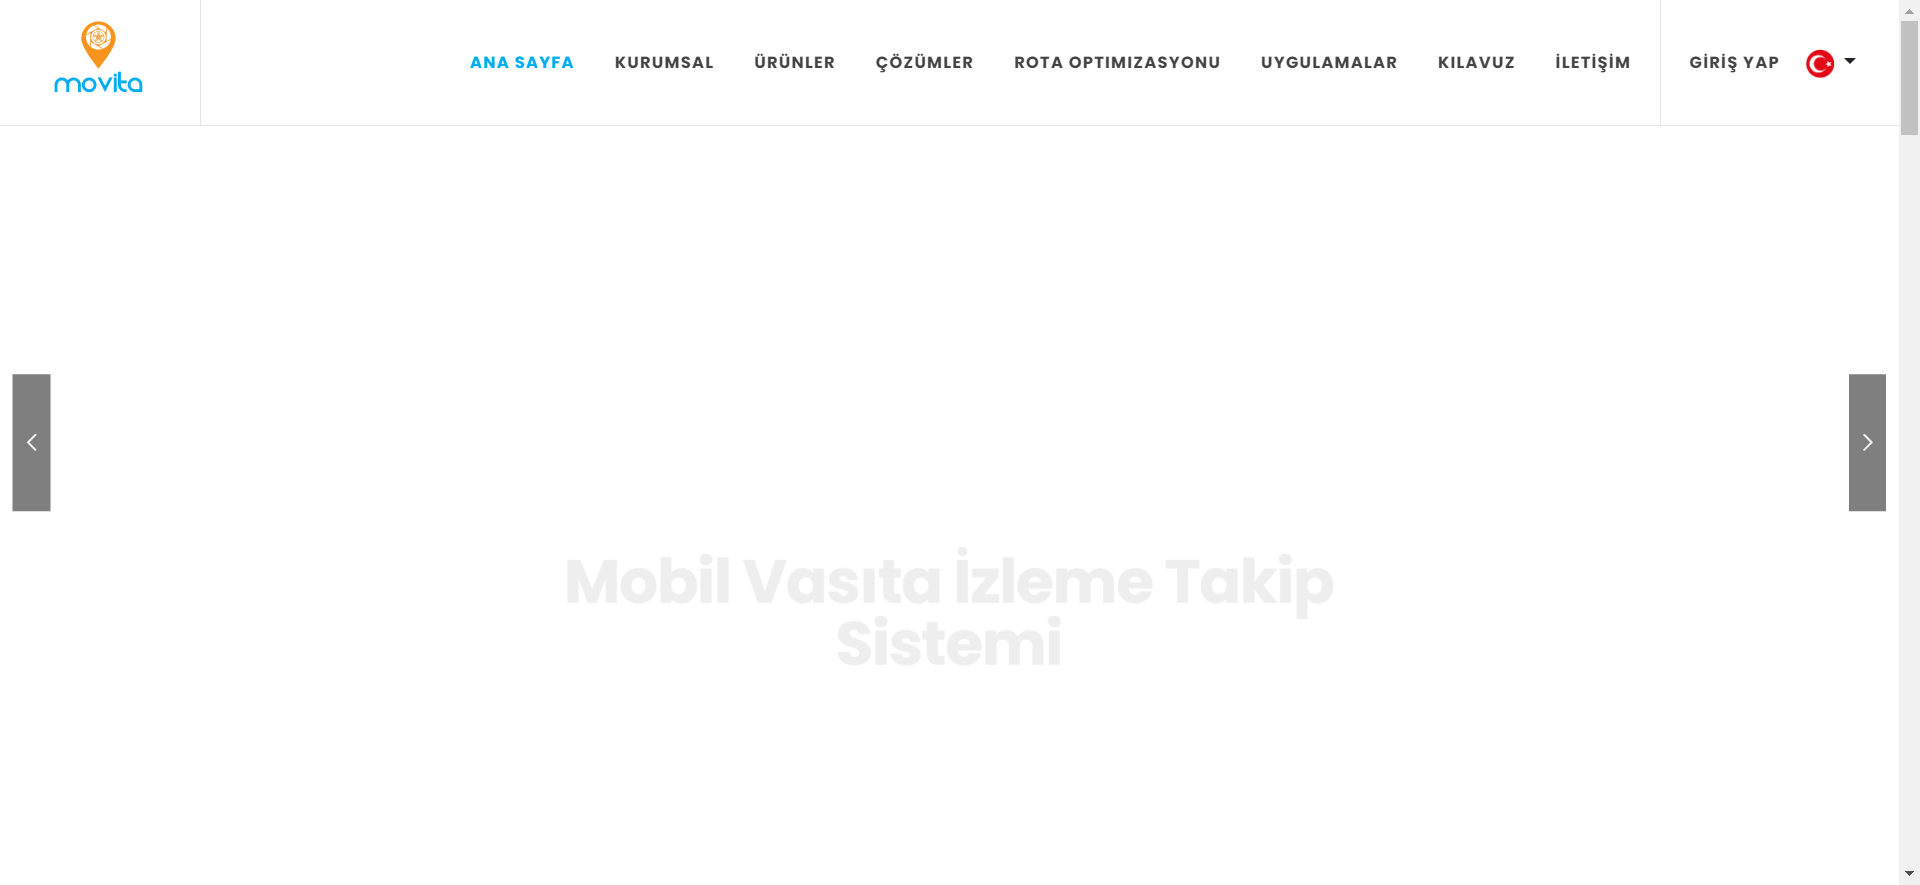 movita
ANA SAYFA
KURUMSAL
ÜRÜNLER
ÇÖZÜMLER
ROTA OPTIMIZASYONU
UYGULAMALAR
KILAVUZ
İLETİŞİM
GİRİŞ YAP
Mobil Vasıta İzleme Takip
Sistemi